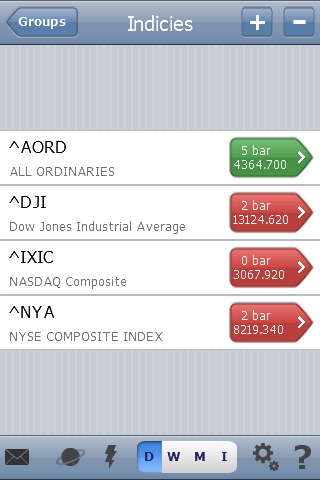 Groups
Indicies
+
-
^AORD
5 bar
4364.700
ALL ORDINARIES
^DJI
2 bar
13124.620
Dow Jones Industrial Average
^IXIC
0 bar
3067.920
NASDAQ Composite
^NYA
2 bar
8219.340
NYSE COMPOSITE INDEX
D W M I
?